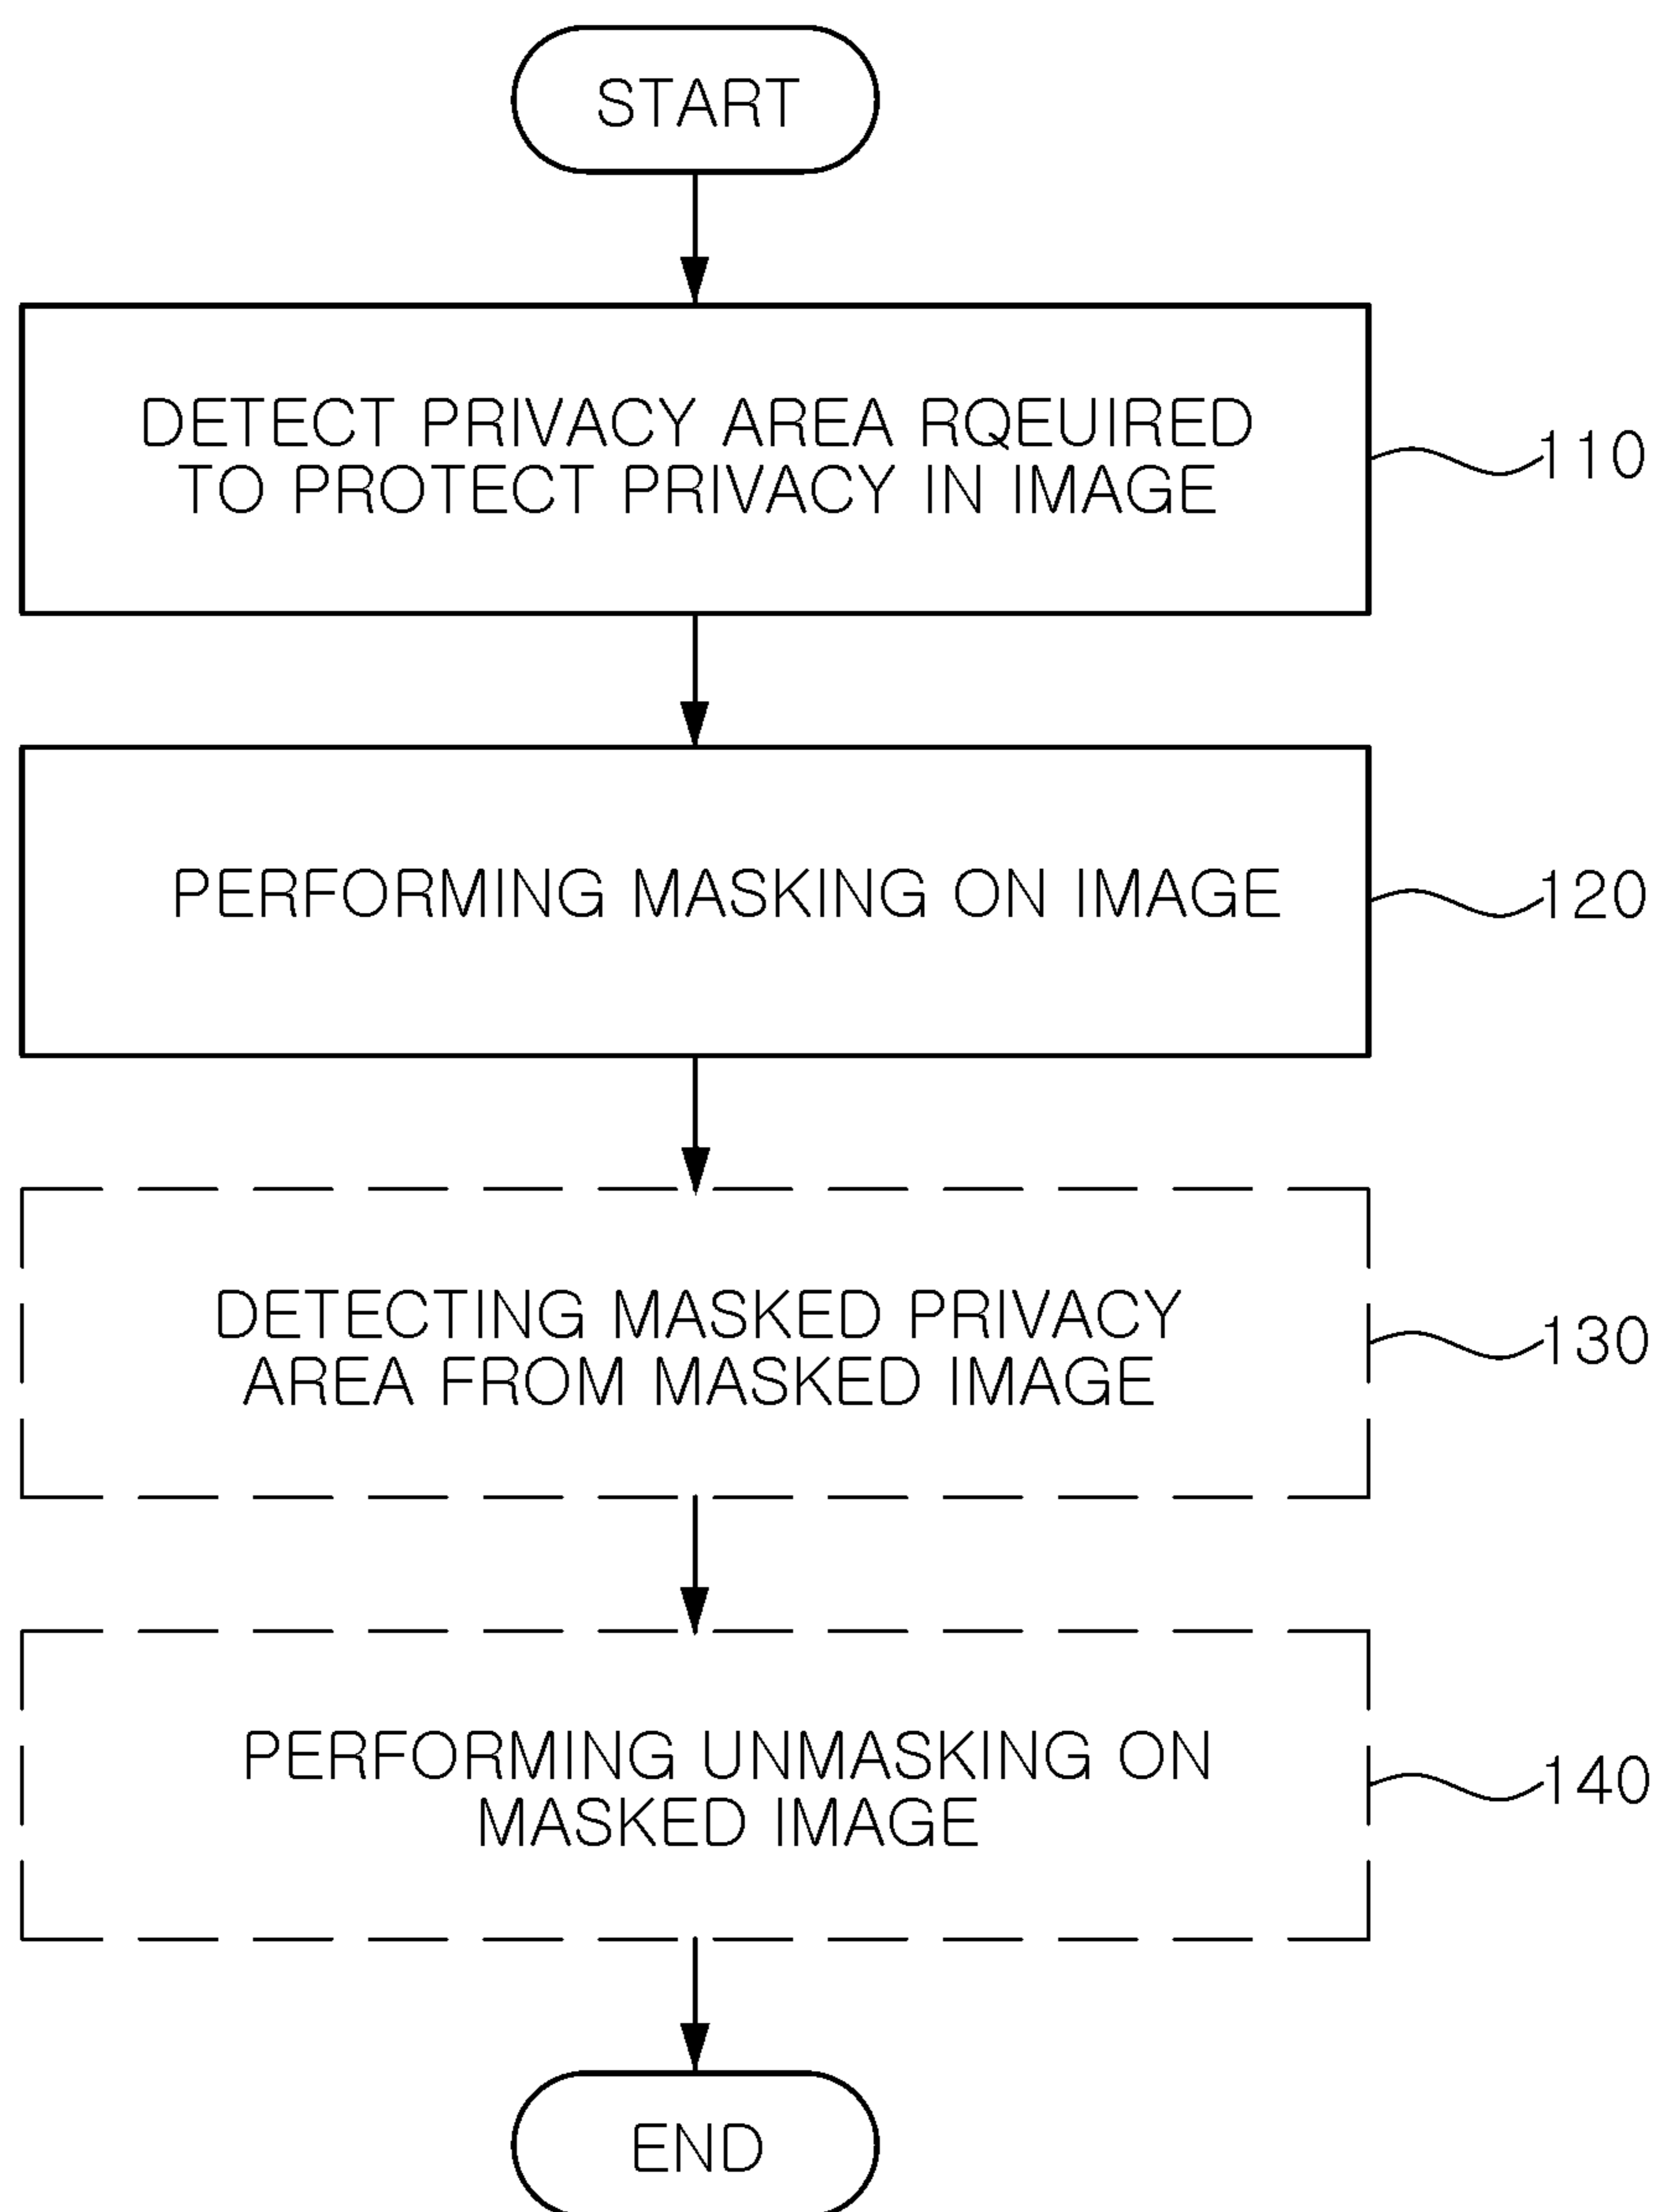 START
DETECT PRIVACY AREA RQEUIRED
TO PROTECT PRIVACY IN IMAGE
110
PERFORMING MASKING ON IMAGE
120
DETECTING MASKED PRIVACY
AREA FROM MASKED IMAGE
130
PERFORMING UNMASKING ON
MASKED IMAGE
140
END